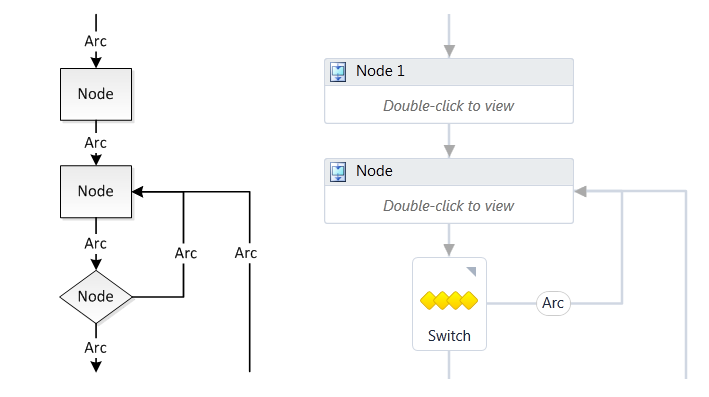 Arc
Node
Arc
Node
Arc
Arc
Arc
Node
Arc
Node 1
Double-click to view
Node
Double-click to view
Arc
Switch